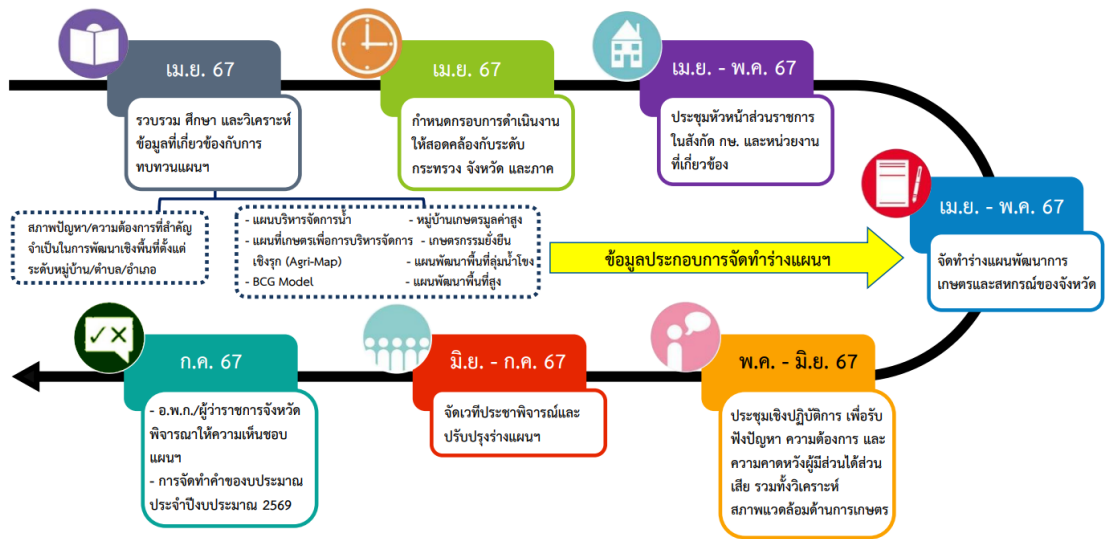 เม.ย. 67
รวบรวม ศึกษา และวิเคราะห์
ข้อมูลที่เกี่ยวข้องกับการ
ทบทวนแผนฯ
เม.ย. 67
กำหนดกรอบการดำเนินงาน
ให้สอดคล้องกับระดับ
กระทรวง จังหวัด และภาค
เม.ย. - พ.ค. 67
ประชุมหัวหน้าส่วนราชการ
ในสังกัด กษ. และหน่วยงาน
ที่เกี่ยวข้อง
เม.ย. - พ.ค. 67
จัดทำร่างแผนพัฒนาการ
เกษตรและสหกรณ์ของจังหวัด
สภาพปัญหา/ความต้องการที่สำคัญ
จำเป็นในการพัฒนาเชิงพื้นที่ตั้งแต่
ระดับหมู่บ้าน/ตำบล/อำเภอ
- แผนบริหารจัดการน้ำ
- แผนที่เกษตรเพื่อการบริหารจัดการ
เชิงรุก (Agri-Map)
- BCG Model
- หมู่บ้านเกษตรมูลค่าสูง
- เกษตรกรรมยั่งยืน
- แผนพัฒนาพื้นที่ลุ่มน้ำโขง
- แผนพัฒนาพื้นที่สูง
ข้อมูลประกอบการจัดทำร่างแผนฯ
พ.ค. - มิ.ย. 67
ประชุมเชิงปฏิบัติการ เพื่อรับ
ฟังปัญหา ความต้องการ และ
ความคาดหวังผู้มีส่วนได้ส่วน
เสีย รวมทั้งวิเคราะห์
สภาพแวดล้อมด้านการเกษตร
มิ.ย. - ก.ค. 67
จัดเวทีประชาพิจารณ์และ
ปรับปรุงร่างแผนฯ
ก.ค. 67
- อ.พ.ก./ผู้ว่าราชการจังหวัด
พิจารณาให้ความเห็นชอบ
แผนฯ
- การจัดทำคำของบประมาณ
ประจำปีงบประมาณ 2569